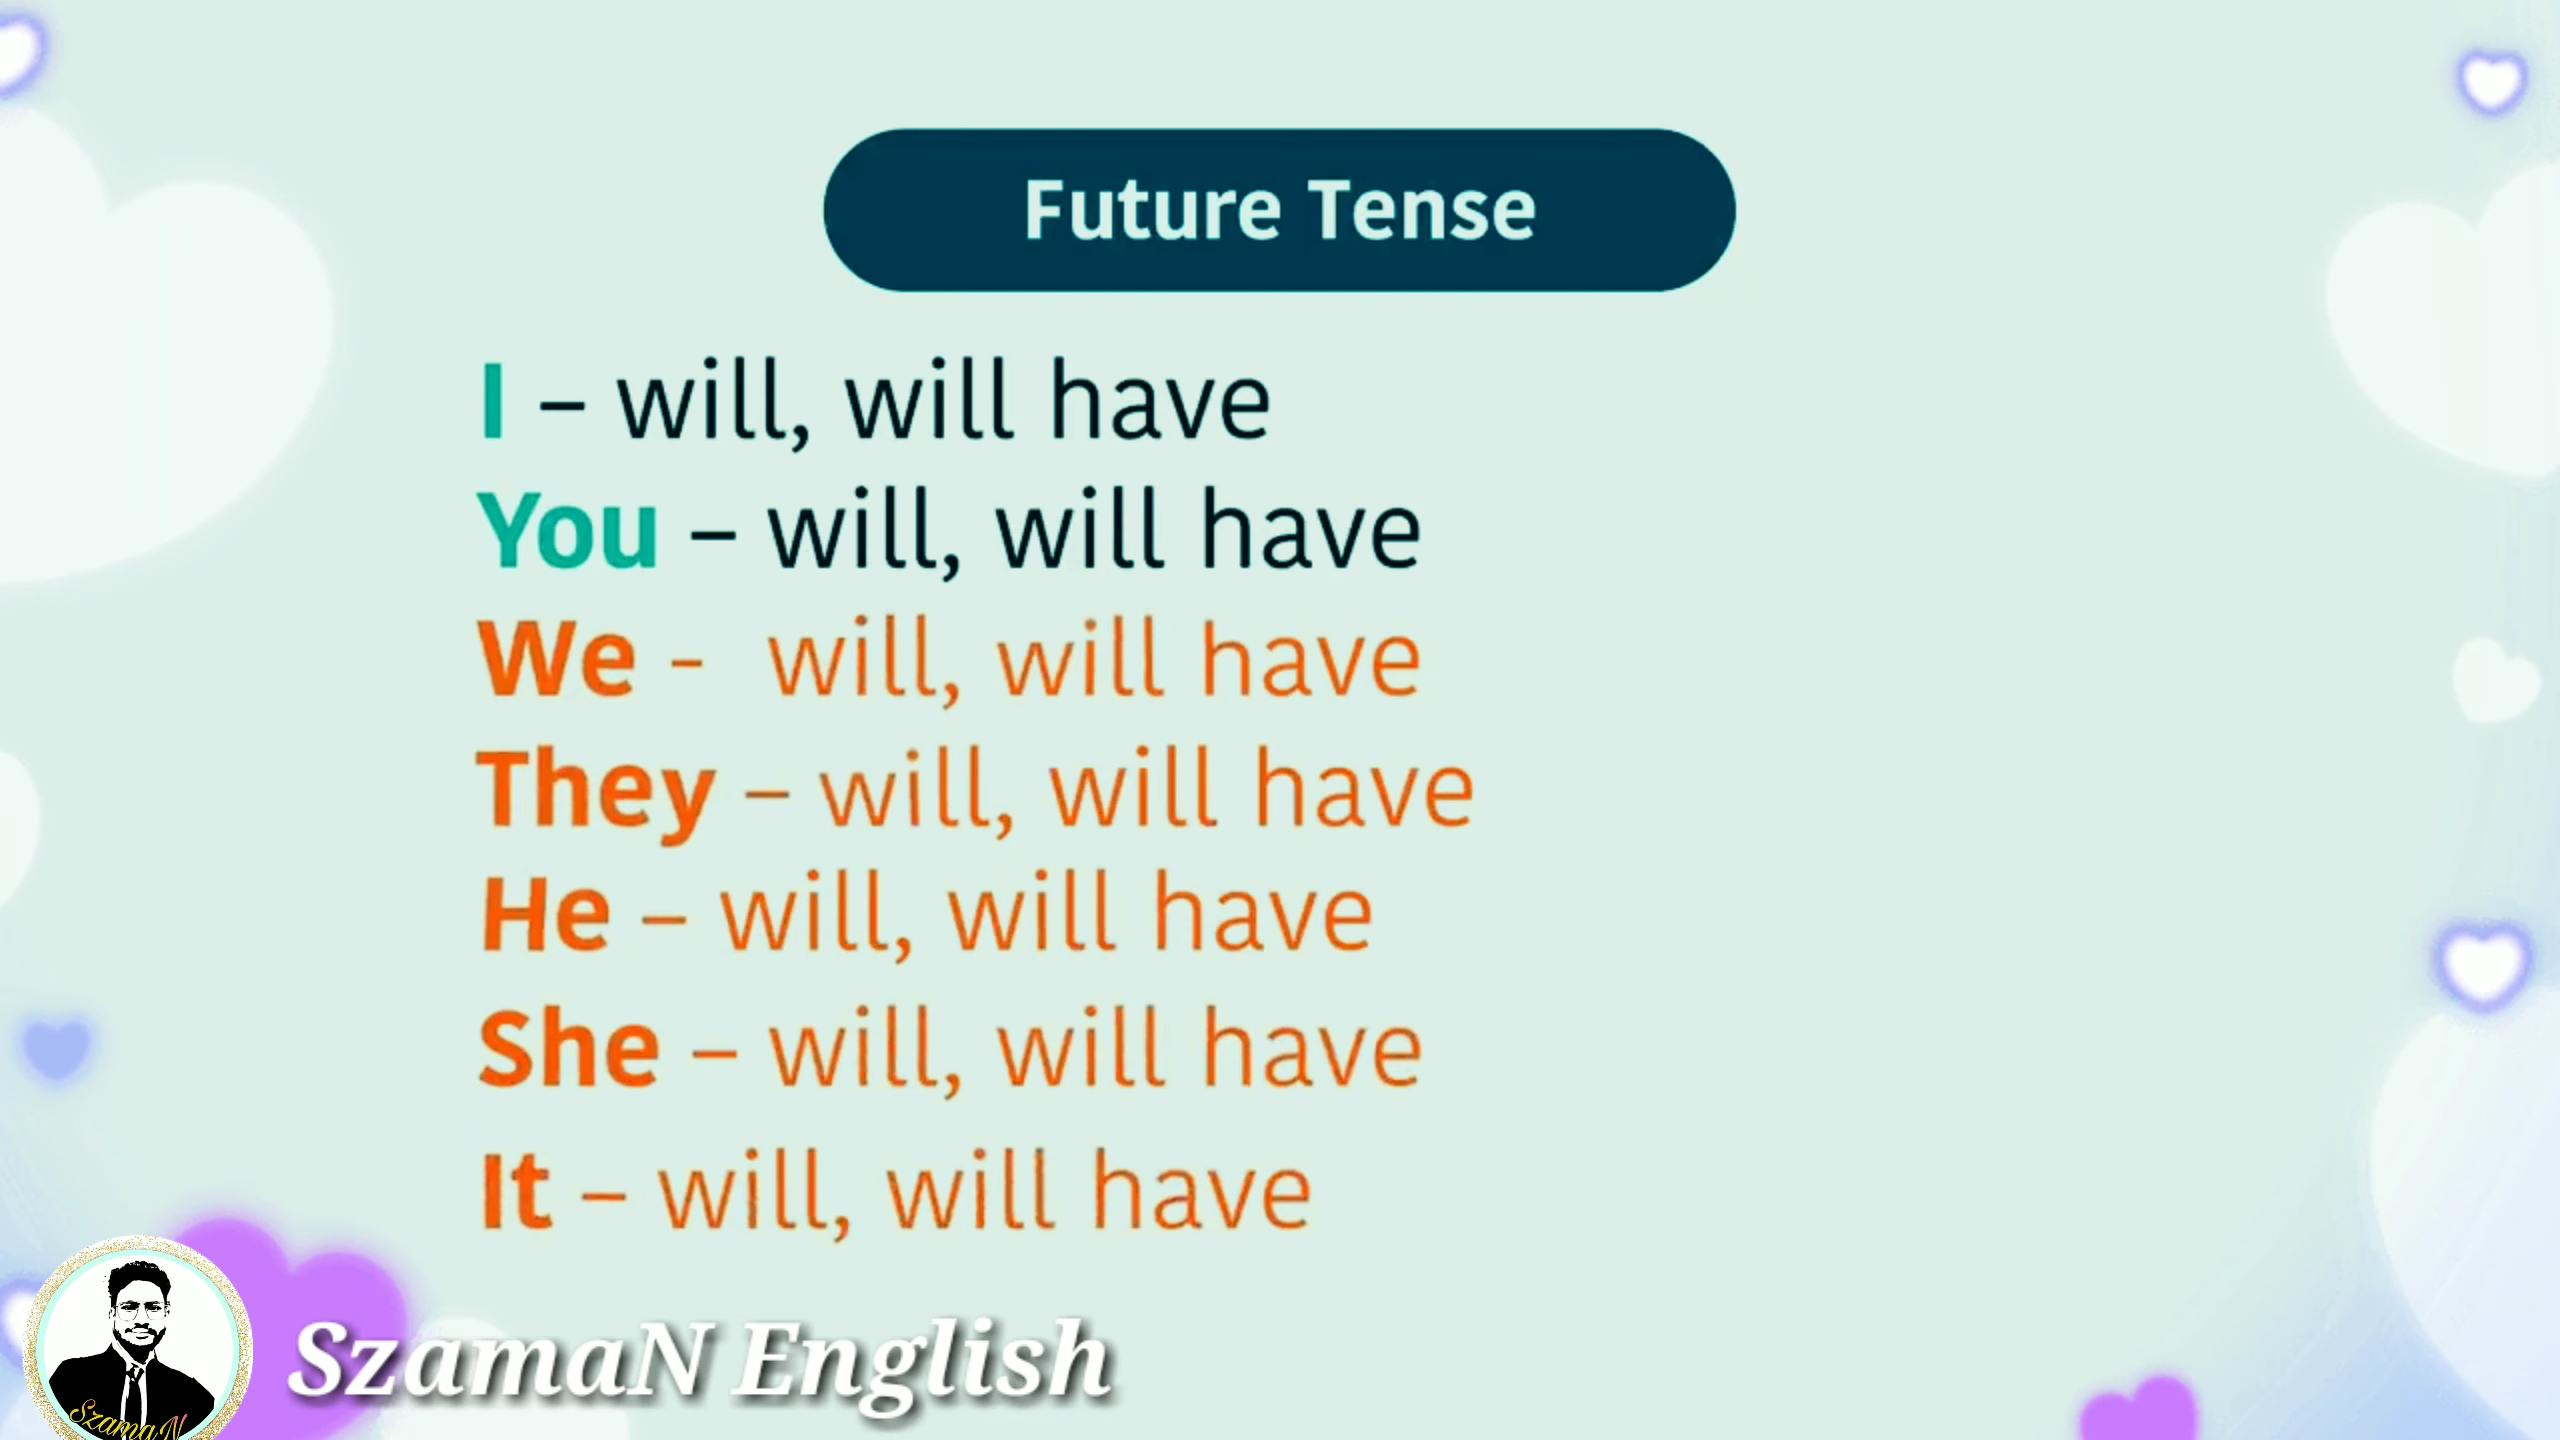 Future Tense
I – will, will have
You – will, will have
We - will, will have
They – will, will have
He – will, will have
She – will, will have
It – will, will have
SzamaN English
SzamaN